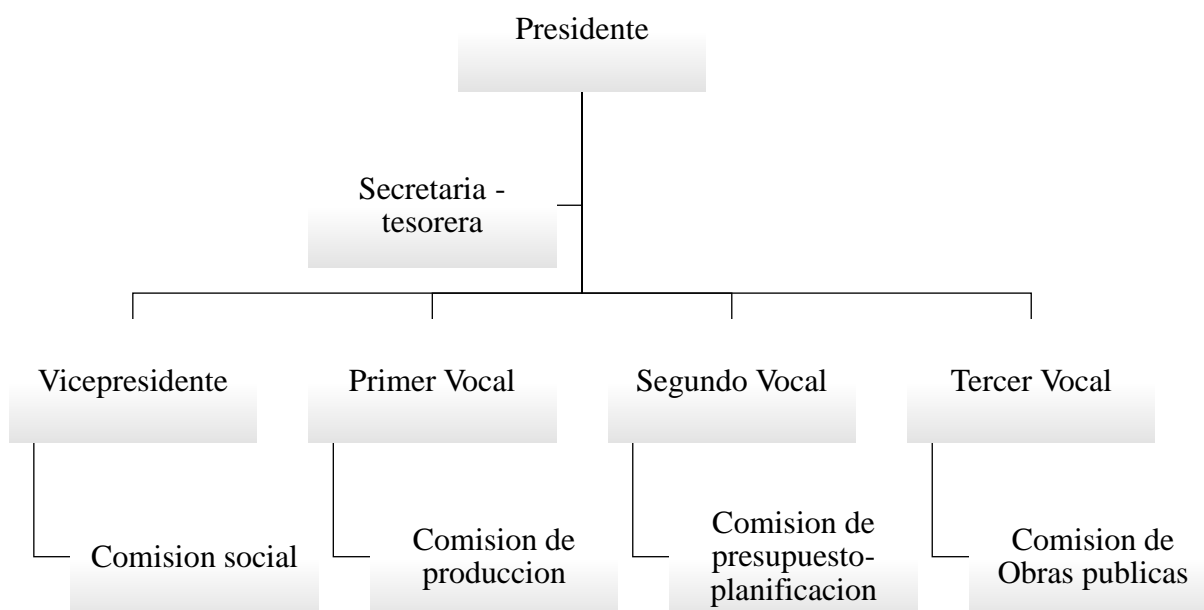 Presidente
Secretaria -
tesorera
Vicepresidente
Primer Vocal
Segundo Vocal
Tercer Vocal
Comision social
Comision de
produccion
Comision de
presupuesto-
planificacion
Comision de
Obras publicas